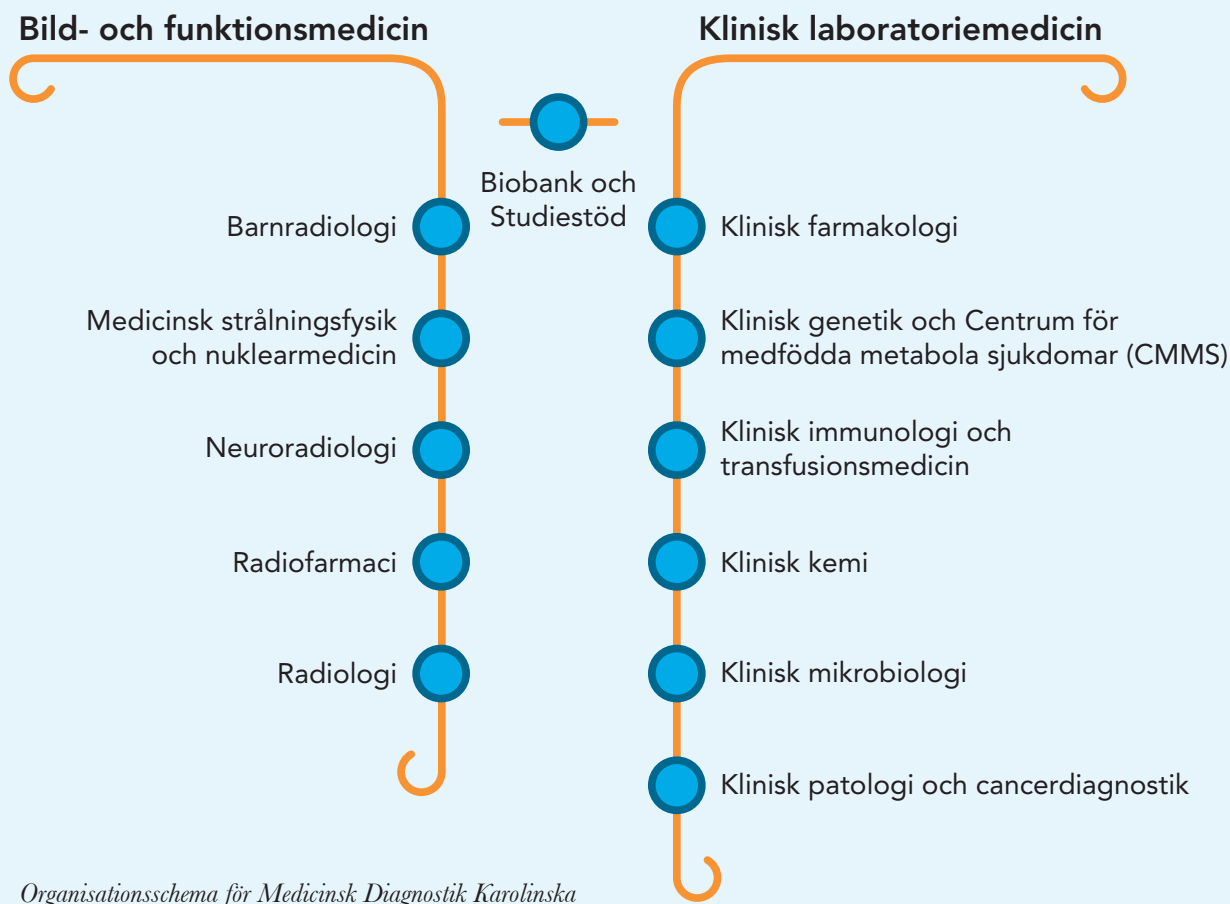 Bild- och funktionsmedicin
Barnradiologi
Medicinsk strålningsfysik
och nuklearmedicin
Neuroradiologi
Radiofarmaci
Radiologi
Biobank och
Studiestöd
Klinisk laboratoriemedicin
Klinisk farmakologi
Klinisk genetik och Centrum för
medfödda metabola sjukdomar (CMMS)
Klinisk immunologi och
transfusionsmedicin
Klinisk kemi
Klinisk mikrobiologi
Klinisk patologi och cancerdiagnostik
Organisationsschema för Medicinsk Diagnostik Karolinska